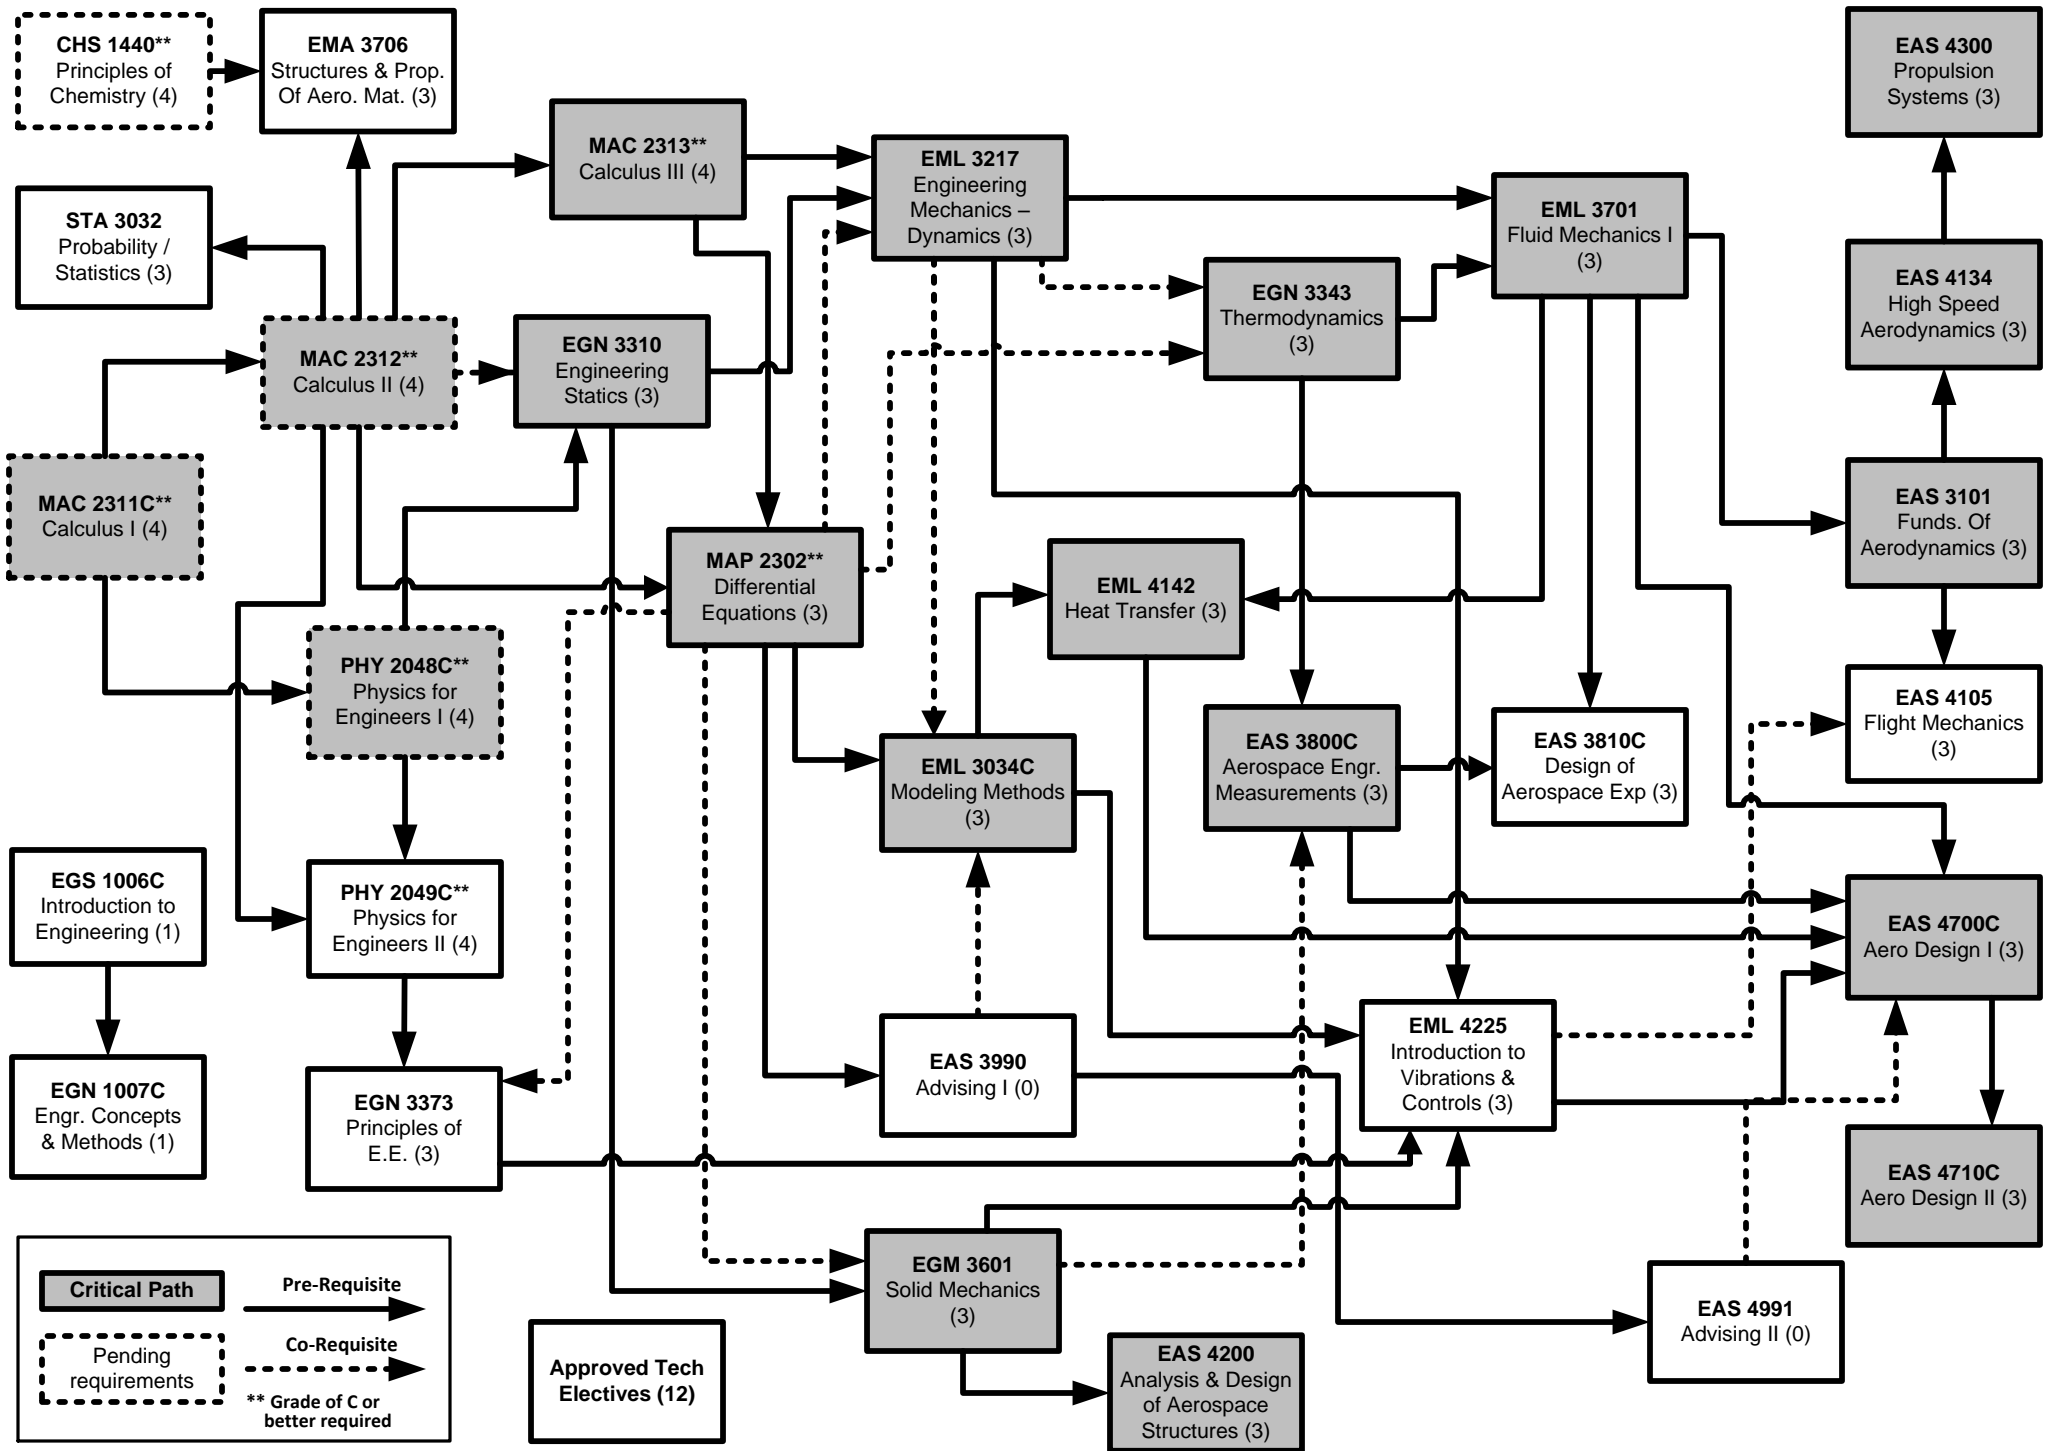 CHS 1440**
Principles of
Chemistry (4)
EMA 3706
Structures & Prop.
Of Aero. Mat. (3)
EAS 4300
Propulsion
Systems (3)
MAC 2313**
Calculus III (4)
EML 3217
Engineering
Mechanics –
Dynamics (3)
STA 3032
Probability /
Statistics (3)
EML 3701
Fluid Mechanics I
(3)
EAS 4134
High Speed
Aerodynamics (3)
EGN 3343
Thermodynamics
(3)
MAC 2312**
Calculus II (4)
EGN 3310
Engineering
Statics (3)
MAC 2311C**
Calculus I (4)
EAS 3101
Funds. Of
Aerodynamics (3)
MAP 2302**
Differential
Equations (3)
EML 4142
Heat Transfer (3)
PHY 2048C**
Physics for
Engineers I (4)
EAS 4105
Flight Mechanics
(3)
EML 3034C
Modeling Methods
(3)
EAS 3800C
Aerospace Engr.
Measurements (3)
EAS 3810C
Design of
Aerospace Exp (3)
EGS 1006C
Introduction to
Engineering (1)
PHY 2049C**
Physics for
Engineers II (4)
EAS 4700C
Aero Design I (3)
EGN 1007C
Engr. Concepts
& Methods (1)
EGN 3373
Principles of
E.E. (3)
EAS 3990
Advising I (0)
EML 4225
Introduction to
Vibrations &
Controls (3)
EAS 4710C
Aero Design II (3)
EGM 3601
Solid Mechanics
(3)
EAS 4991
Advising II (0)
Critical Path
Pre-Requisite
Pending
requirements
Co-Requisite
** Grade of C or
better required
Approved Tech
Electives (12)
EAS 4200
Analysis & Design
of Aerospace
Structures (3)